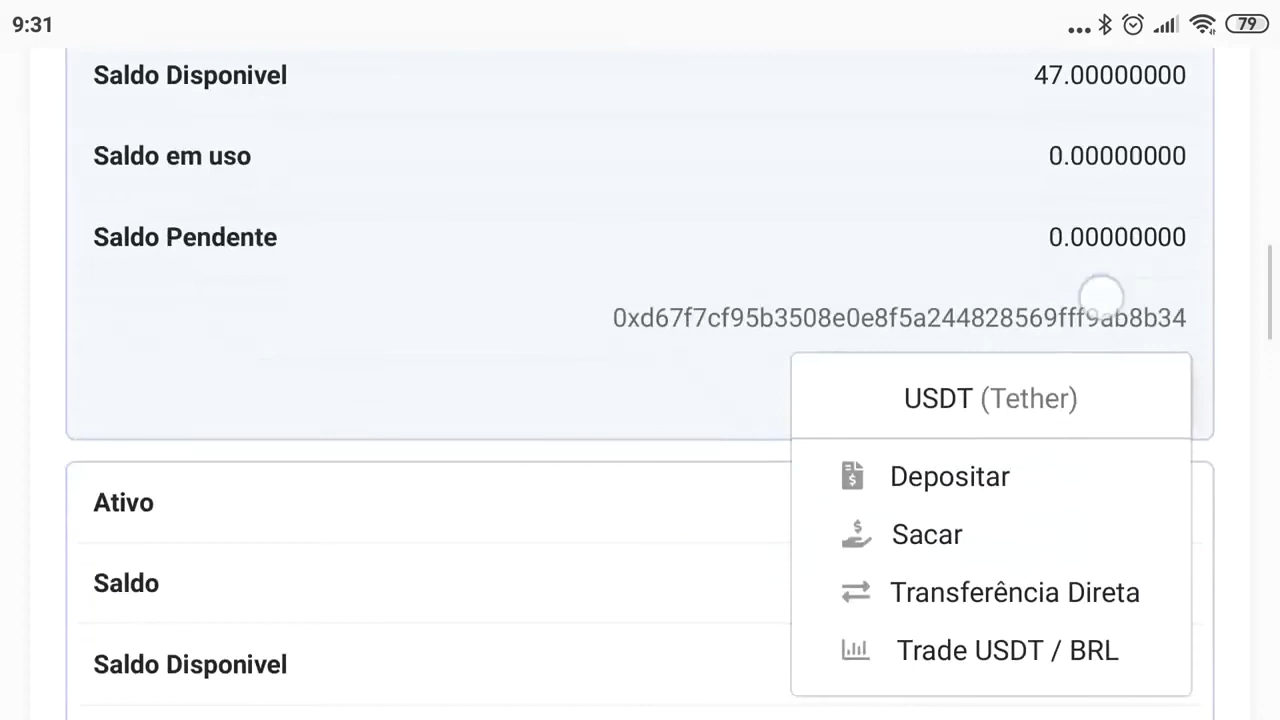 9:31
79
Saldo Disponivel 47.00000000
Saldo em uso 0.00000000
Saldo Pendente 0.00000000
0xd67f7cf95b3508e0e8f5a244828569fff9ab8b34
USDT (Tether)
Depositar
Sacar
Transferência Direta
Trade USDT / BRL
Ativo
Saldo
Saldo Disponivel